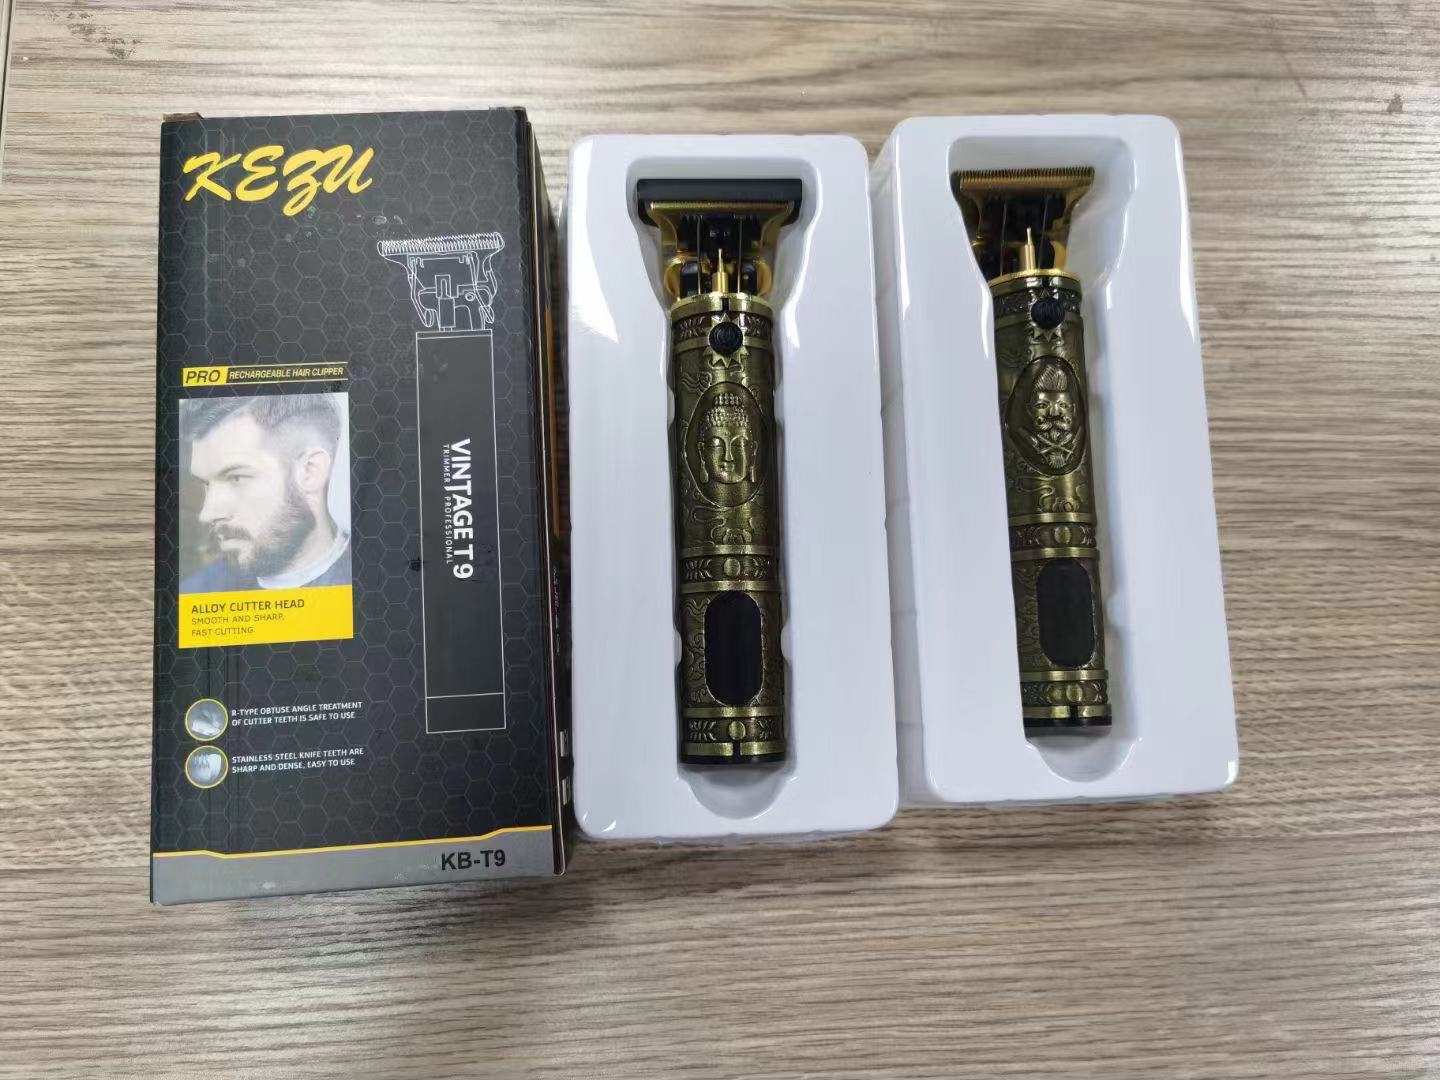 KEZU
PRO RECHARGEABLE HAIR CLIPPER
VINTAGE T9
TRIMMER PROFESSIONAL
ALLOY CUTTER HEAD
SMOOTH AND SHARP,
FAST CUTTING
R-TYPE OBTUSE ANGLE TREATMENT
OF CUTTER TEETH IS SAFE TO USE
STAINLESS STEEL KNIFE TEETH ARE
SHARP AND DENSE, EASY TO USE
KB-T9